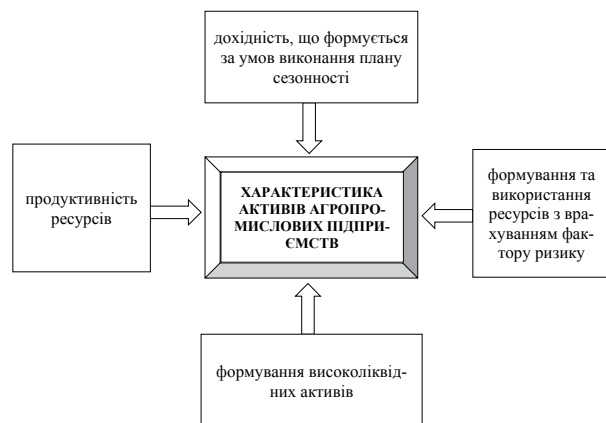 дохідність, що формується
за умов виконання плану
сезонності
продуктивність
ресурсів
ХАРАКТЕРИСТИКА
АКТИВІВ АГРОПРО-
МИСЛОВИХ ПІДПРИ-
ЄМСТВ
формування та
використання
ресурсів з вра-
хуванням фак-
тору ризику
формування високоліквід-
них активів